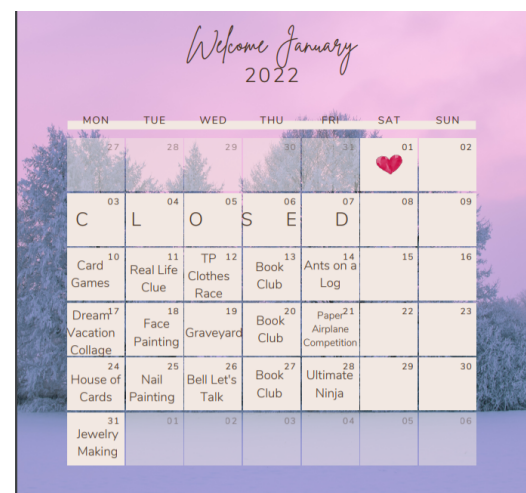 Welcome January
2022
MON TUE WED THU FRI SAT SUN
27 28 29 30 31 01 02
03 04 05 06 07 08 09
C L O S E D
10 11 12 13 14 15 16
Card Games
Real Life Clue
TP Clothes Race
Book Club
Ants on a Log
17 18 19 20 21 22 23
Dream Vacation Collage
Face Painting
Graveyard
Book Club
Paper Airplane Competition
24 25 26 27 28 29 30
House of Cards
Nail Painting
Bell Let's Talk
Book Club
Ultimate Ninja
31 01 02 03 04 05 06
Jewelry Making